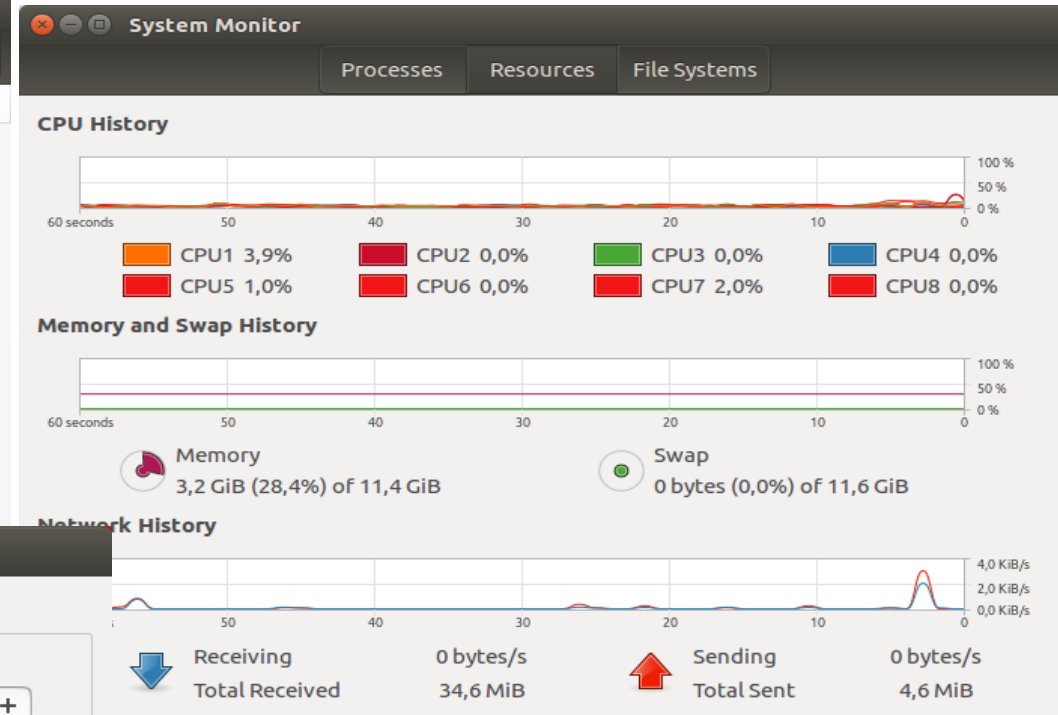 System Monitor
Processes Resources File Systems
CPU History
100 %
50 %
0 %
60 seconds 50 40 30 20 10 0
CPU1 3,9% CPU2 0,0% CPU3 0,0% CPU4 0,0%
CPU5 1,0% CPU6 0,0% CPU7 2,0% CPU8 0,0%
Memory and Swap History
100 %
50 %
0 %
60 seconds 50 40 30 20 10 0
Memory Swap
3,2 GiB (28,4%) of 11,4 GiB 0 bytes (0,0%) of 11,6 GiB
Network History
4,0 KiB/s
2,0 KiB/s
0,0 KiB/s
50 40 30 20 10 0
Receiving 0 bytes/s Sending 0 bytes/s
Total Received 34,6 MiB Total Sent 4,6 MiB
+